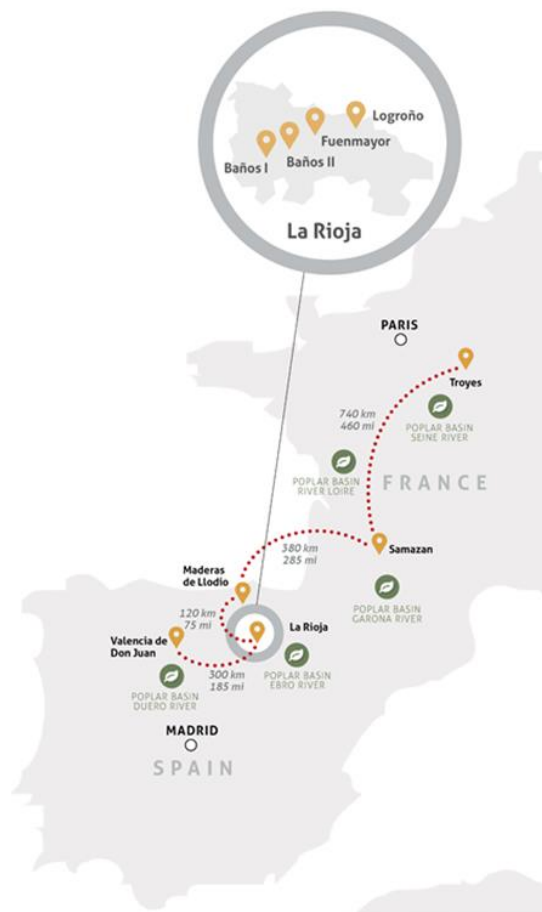 Logroño
Fuenmayor
Baños II
Baños I
La Rioja
PARIS
Troyes
740 km
460 mi
POPLAR BASIN
SEINE RIVER
POPLAR BASIN
RIVER LOIRE
FRANCE
380 km
285 mi
Samazan
Maderas
de Llodio
POPLAR BASIN
GARONA RIVER
120 km
75 mi
La Rioja
Valencia de
Don Juan
POPLAR BASIN
EBRO RIVER
300 km
185 mi
POPLAR BASIN
DUERO RIVER
MADRID
SPAIN